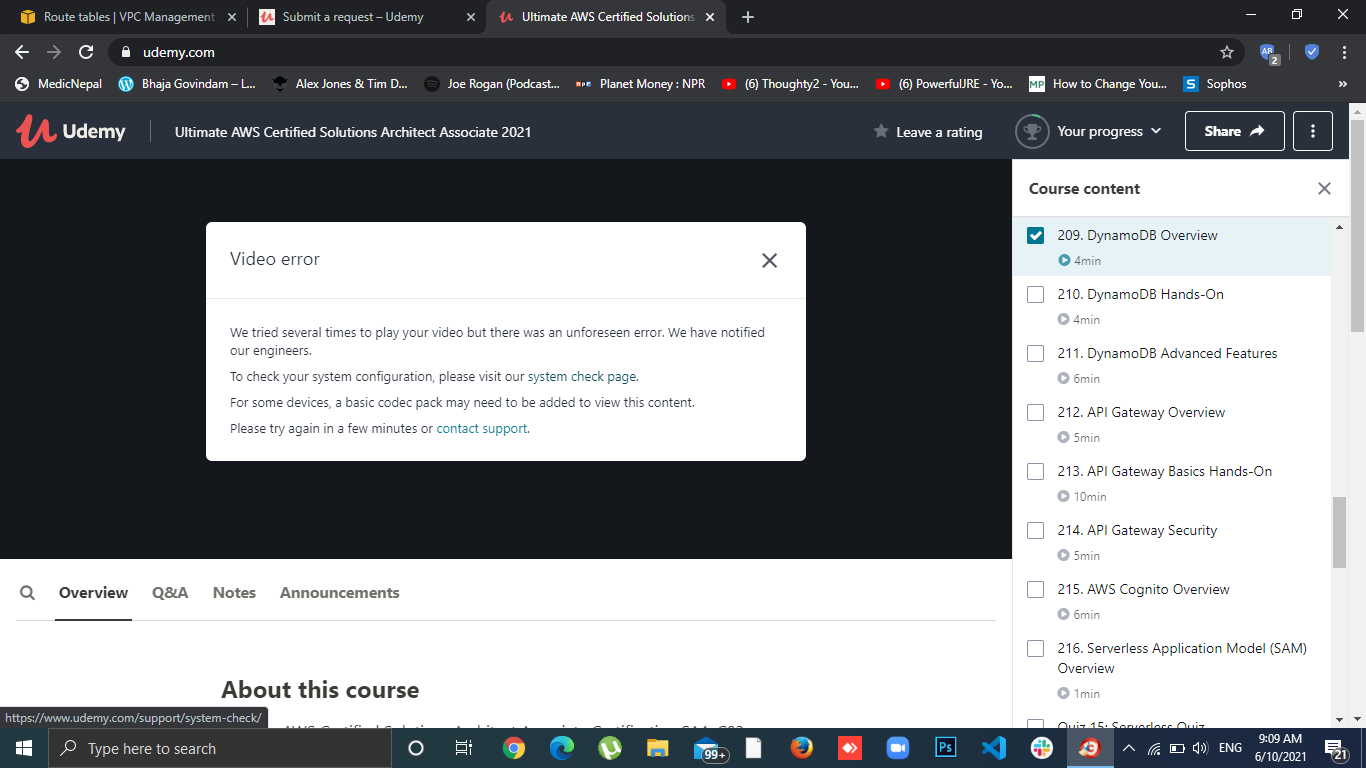 Route tables | VPC Management
Submit a request – Udemy
Ultimate AWS Certified Solutions
udemy.com
2
MedicNepal
Bhaja Govindam – L...
Alex Jones & Tim D...
Joe Rogan (Podcast...
Planet Money : NPR
(6) Thoughty2 - You...
(6) PowerfulJRE - Yo...
MP How to Change You...
S Sophos
»
Udemy
Ultimate AWS Certified Solutions Architect Associate 2021
Leave a rating
Your progress
Share
Video error
We tried several times to play your video but there was an unforeseen error. We have notified
our engineers.
To check your system configuration, please visit our system check page.
For some devices, a basic codec pack may need to be added to view this content.
Please try again in a few minutes or contact support.
Course content
209. DynamoDB Overview
4min
210. DynamoDB Hands-On
4min
211. DynamoDB Advanced Features
6min
212. API Gateway Overview
5min
213. API Gateway Basics Hands-On
10min
214. API Gateway Security
5min
215. AWS Cognito Overview
6min
216. Serverless Application Model (SAM)
Overview
1min
Quiz 15: Serverless Quiz
Overview
Q&A
Notes
Announcements
About this course
https://www.udemy.com/support/system-check/
Type here to search
99+
Ps
ENG
9:09 AM
6/10/2021
21